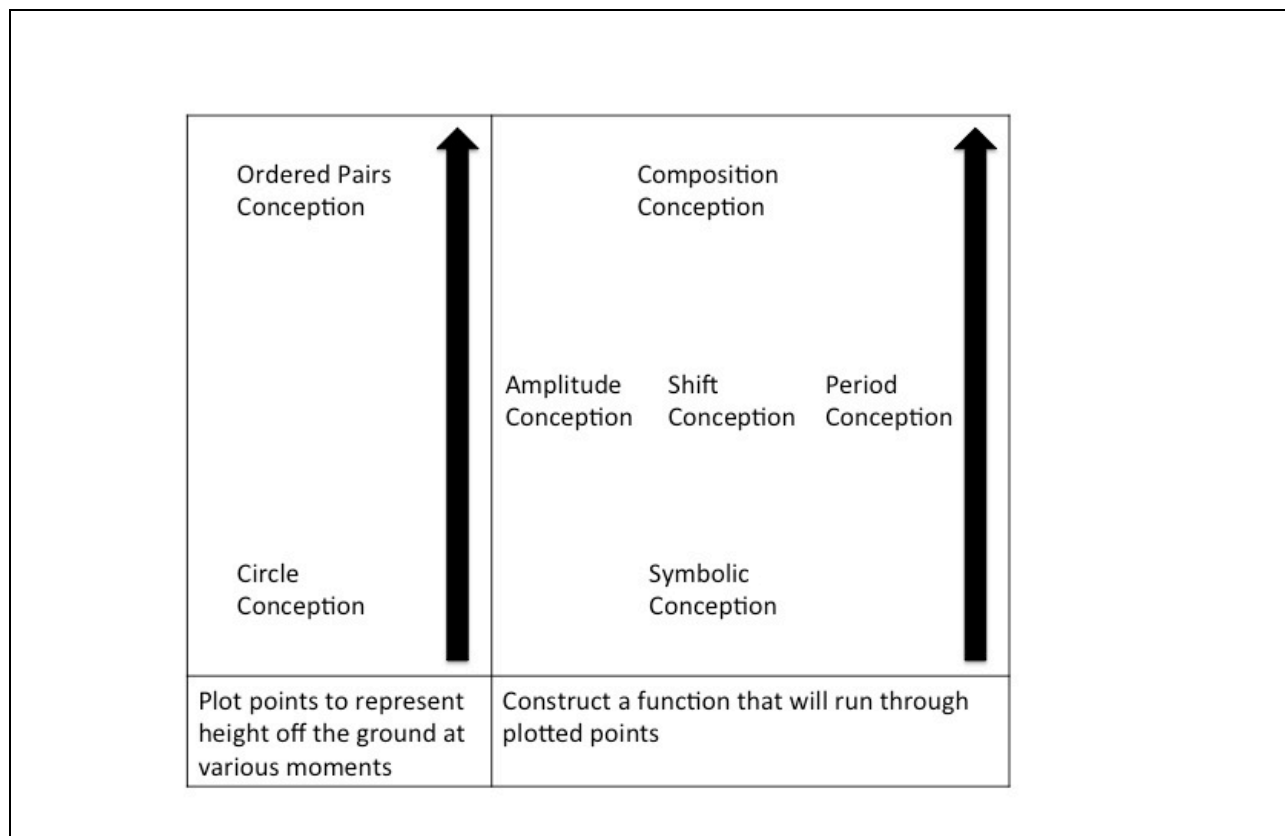 Ordered Pairs
Conception
Composition
Conception
Amplitude
Conception
Shift
Conception
Period
Conception
Circle
Conception
Symbolic
Conception
Plot points to represent
height off the ground at
various moments
Construct a function that will run through
plotted points